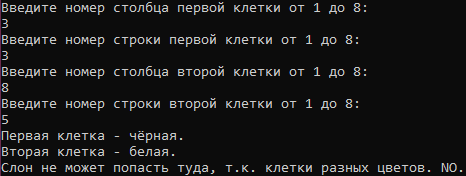 Введите номер столбца первой клетки от 1 до 8:
3
Введите номер строки первой клетки от 1 до 8:
3
Введите номер столбца второй клетки от 1 до 8:
8
Введите номер строки второй клетки от 1 до 8:
5
Первая клетка - чёрная.
Вторая клетка - белая.
Слон не может попасть туда, т.к. клетки разных цветов. NO.